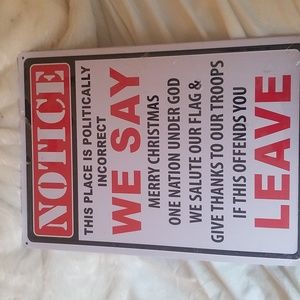 NOTICE
THIS PLACE IS POLITICALLY
INCORRECT
WE SAY
MERRY CHRISTMAS
ONE NATION UNDER GOD
WE SALUTE OUR FLAG &
GIVE THANKS TO OUR TROOPS
IF THIS OFFENDS YOU
LEAVE